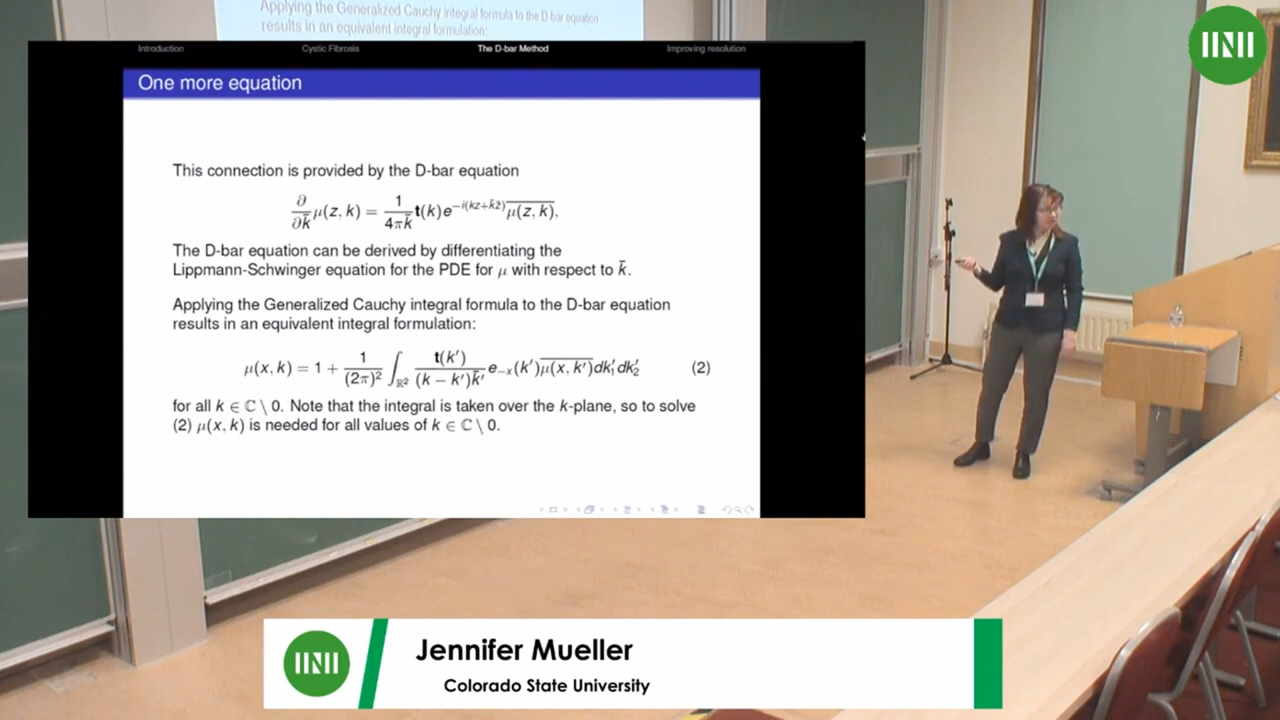 Applying the Generalized Cauchy integral formula to the D-bar equation
results in an equivalent integral formulation:
Introduction Cystic Fibrosis The D-bar Method Improving resolution
One more equation
This connection is provided by the D-bar equation
∂/∂k̄ μ(z, k) = 1/(4πk̄) t(k)e^{-i(kz+k̄z̄)} \overline{μ(z, k)}.
The D-bar equation can be derived by differentiating the
Lippmann-Schwinger equation for the PDE for μ with respect to k̄.
Applying the Generalized Cauchy integral formula to the D-bar equation
results in an equivalent integral formulation:
μ(x, k) = 1 + 1/(2π)² ∫_{ℝ²} t(k′)/((k − k′)k̄′) e_{−x}(k′)\overline{μ(x, k′)}dk′₁dk′₂ (2)
for all k ∈ ℂ \ 0. Note that the integral is taken over the k-plane, so to solve
(2) μ(x, k) is needed for all values of k ∈ ℂ \ 0.
Jennifer Mueller
Colorado State University